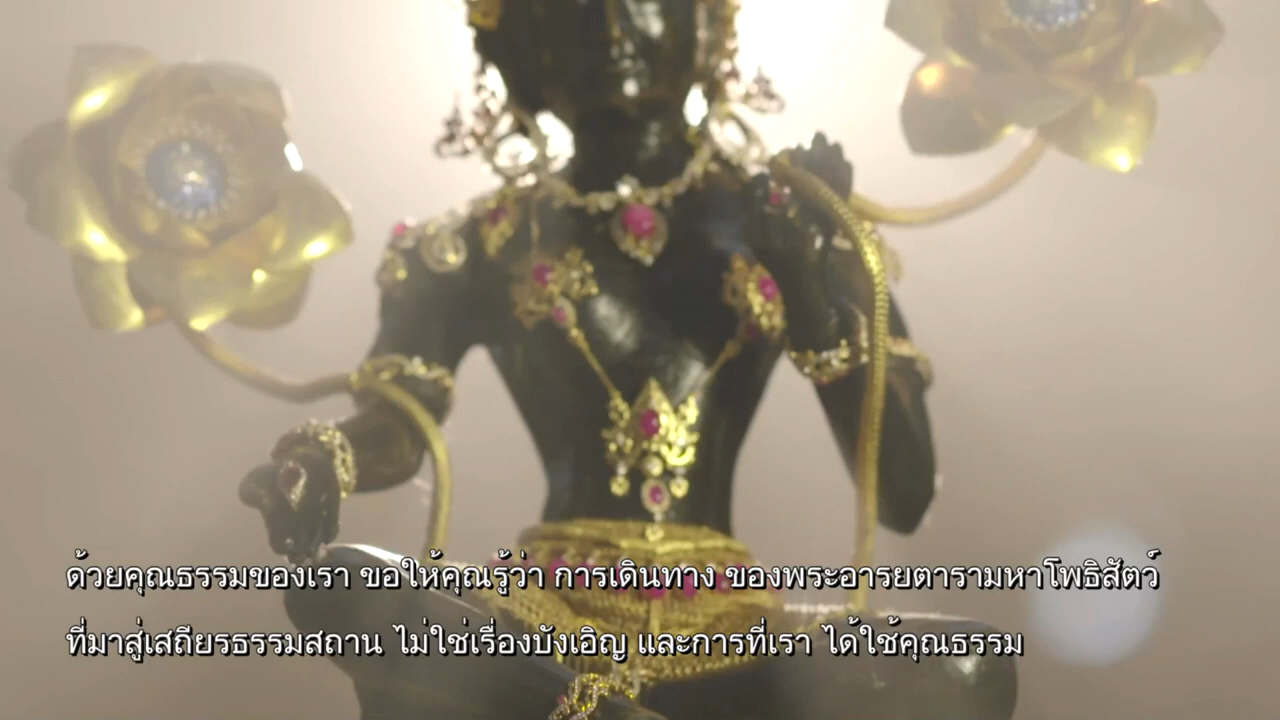 ด้วยคุณธรรมของเรา ขอให้คุณรู้ว่า การเดินทาง ของพระอารยตารามหาโพธิสัตว์
ที่มาสู่เสถียรธรรมสถาน ไม่ใช่เรื่องบังเอิญ และการที่เรา ได้ใช้คุณธรรม